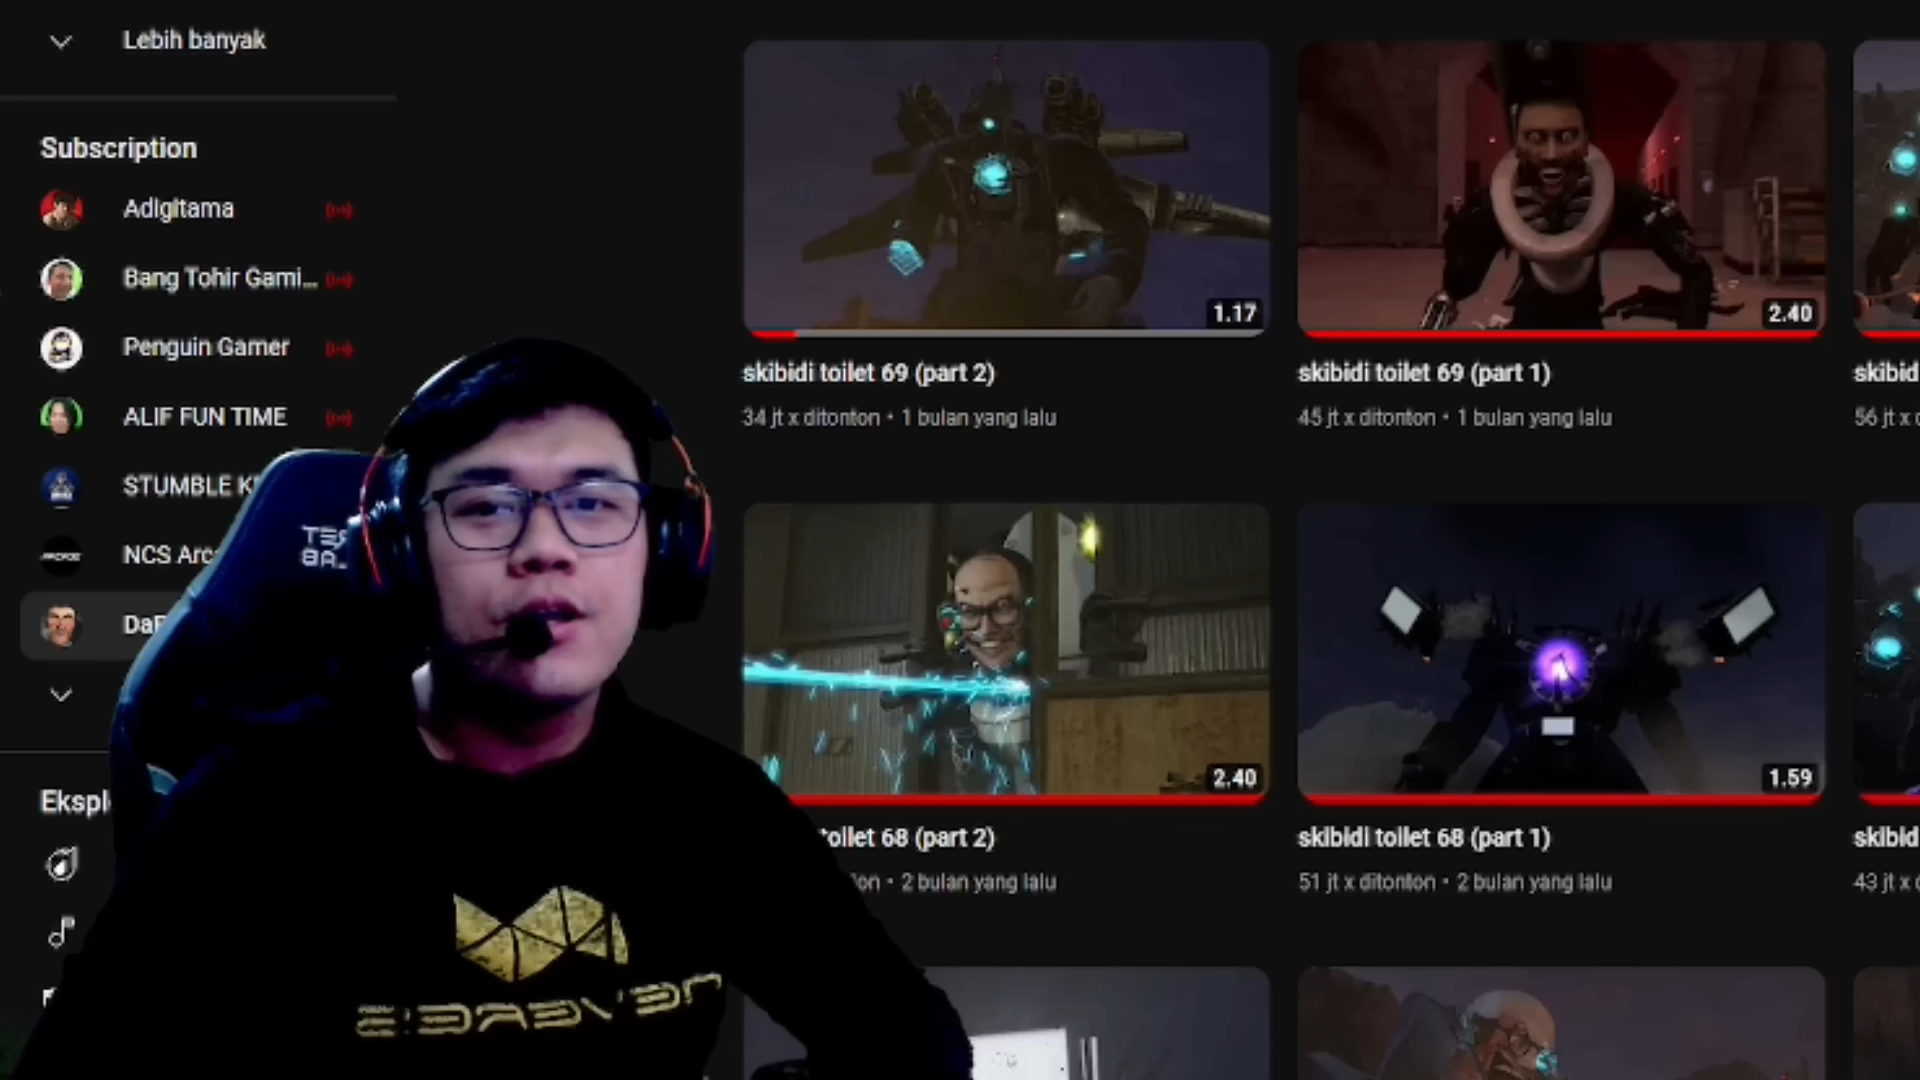 Lebih banyak
Subscription
Adigitama
Bang Tohir Gami...
Penguin Gamer
ALIF FUN TIME
STUMBLE
NCS
1.17
2.40
skibidi toilet 69 (part 2)
34 jt x ditonton • 1 bulan yang lalu
skibidi toilet 69 (part 1)
45 jt x ditonton • 1 bulan yang lalu
skibid
56 jt x
2.40
1.59
toilet 68 (part 2)
2 bulan yang lalu
skibidi toilet 68 (part 1)
51 jt x ditonton • 2 bulan yang lalu
skibid
43 jt x